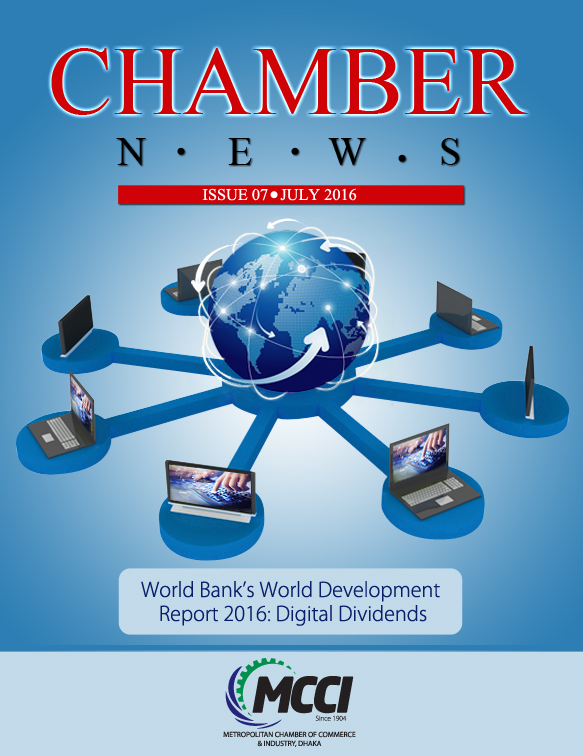 CHAMBER
N • E • W • S
ISSUE 07 ● JULY 2016
World Bank’s World Development
Report 2016: Digital Dividends
MCCI
Since 1904
METROPOLITAN CHAMBER OF COMMERCE
& INDUSTRY, DHAKA